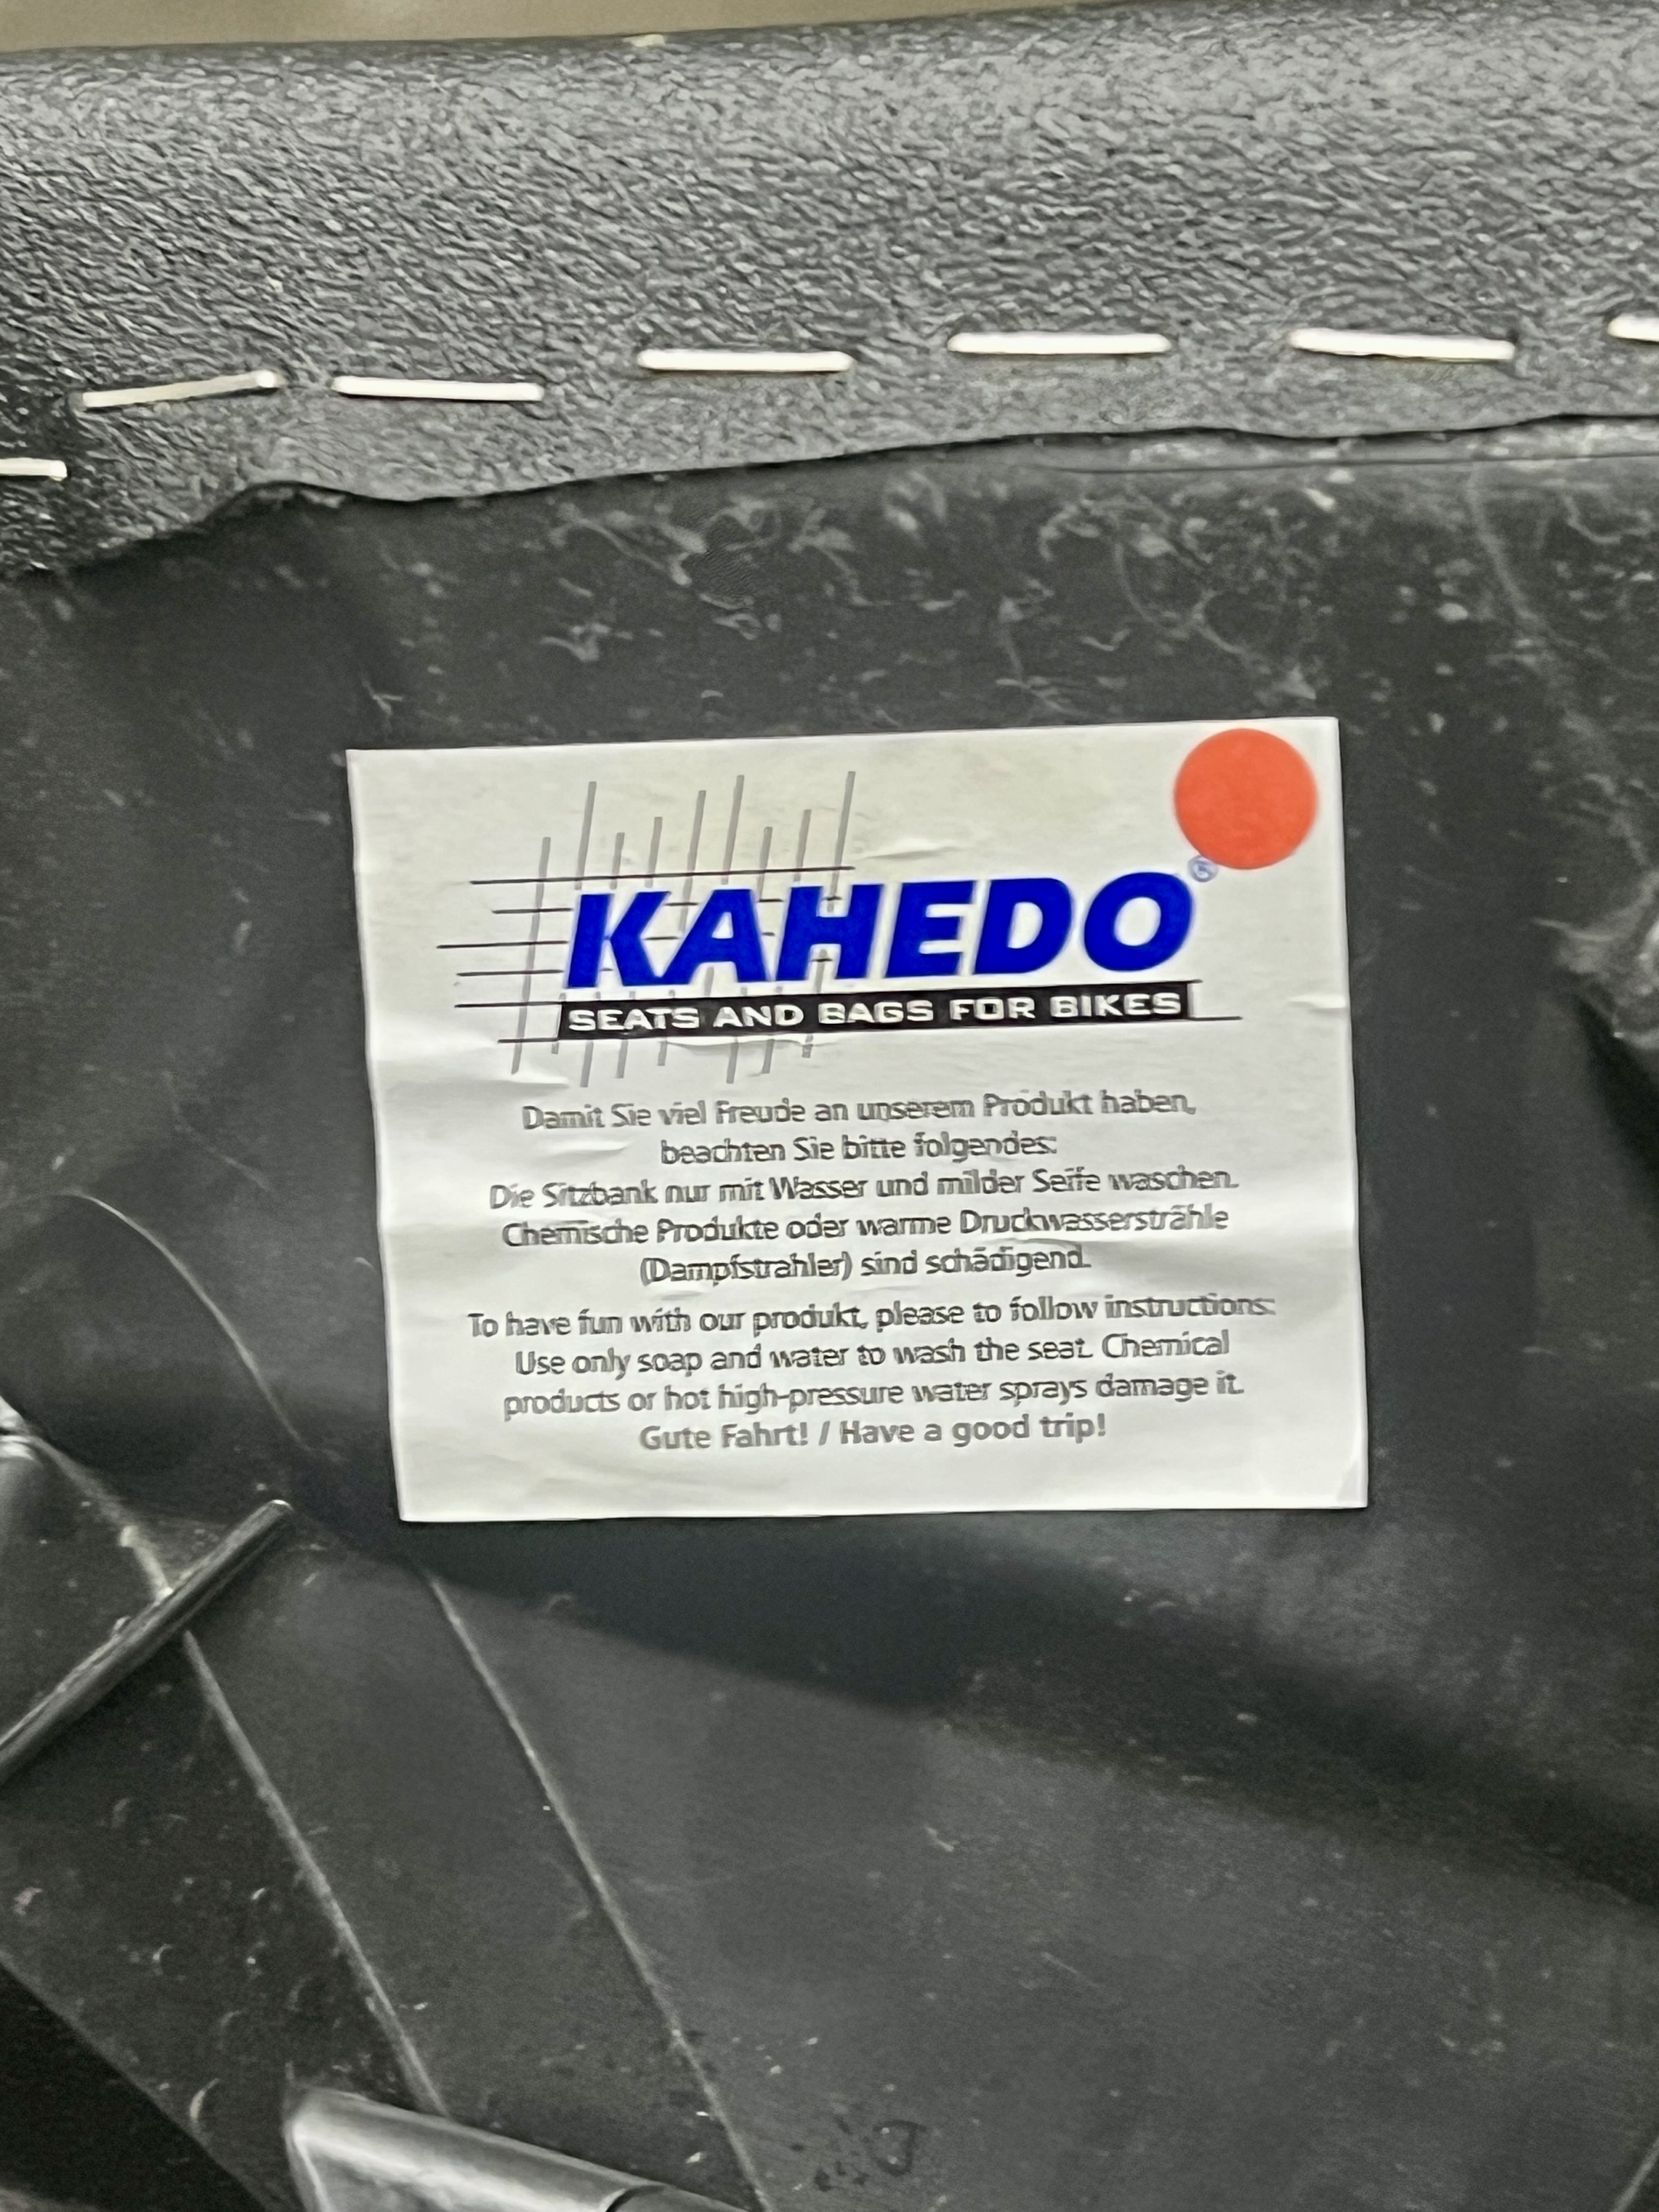 KAHEDO®
SEATS AND BAGS FOR BIKES
Damit Sie viel Freude an unserem Produkt haben,
beachten Sie bitte folgendes:
Die Sitzbank nur mit Wasser und milder Seife waschen.
Chemische Produkte oder warme Druckwassersträhle
(Dampfstrahler) sind schädigend.
To have fun with our produkt, please to follow instructions:
Use only soap and water to wash the seat. Chemical
products or hot high-pressure water sprays damage it.
Gute Fahrt! / Have a good trip!